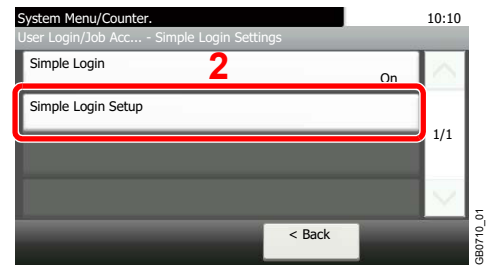 System Menu/Counter.
10:10
User Login/Job Acc... - Simple Login Settings
Simple Login
2
On
Simple Login Setup
1/1
< Back
GB0710_01